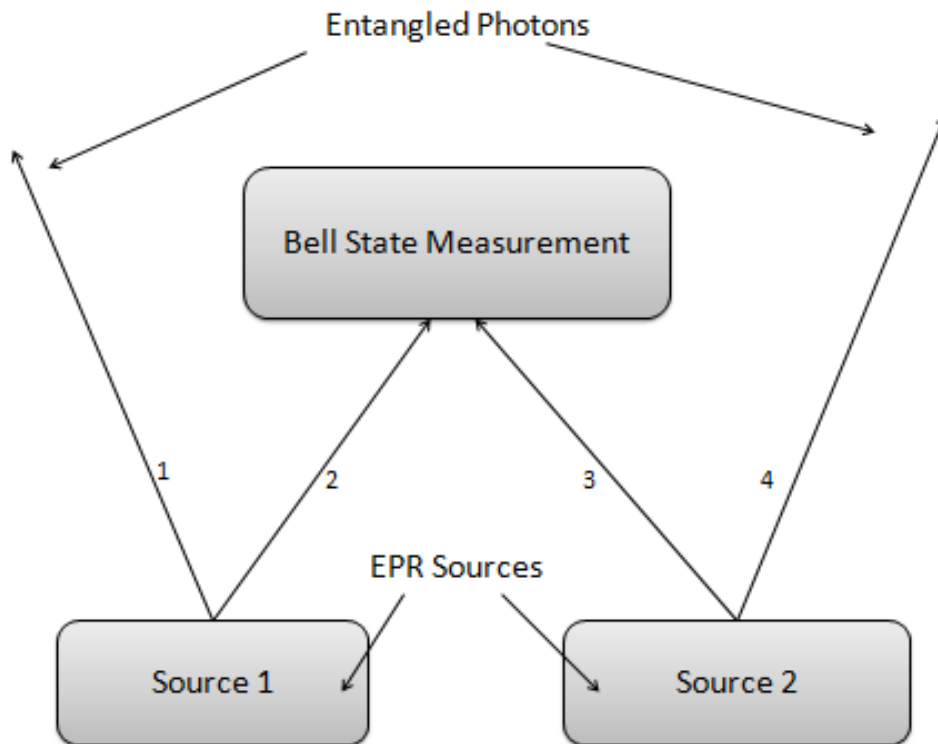 Entangled Photons
Bell State Measurement
1
2
3
4
EPR Sources
Source 1
Source 2